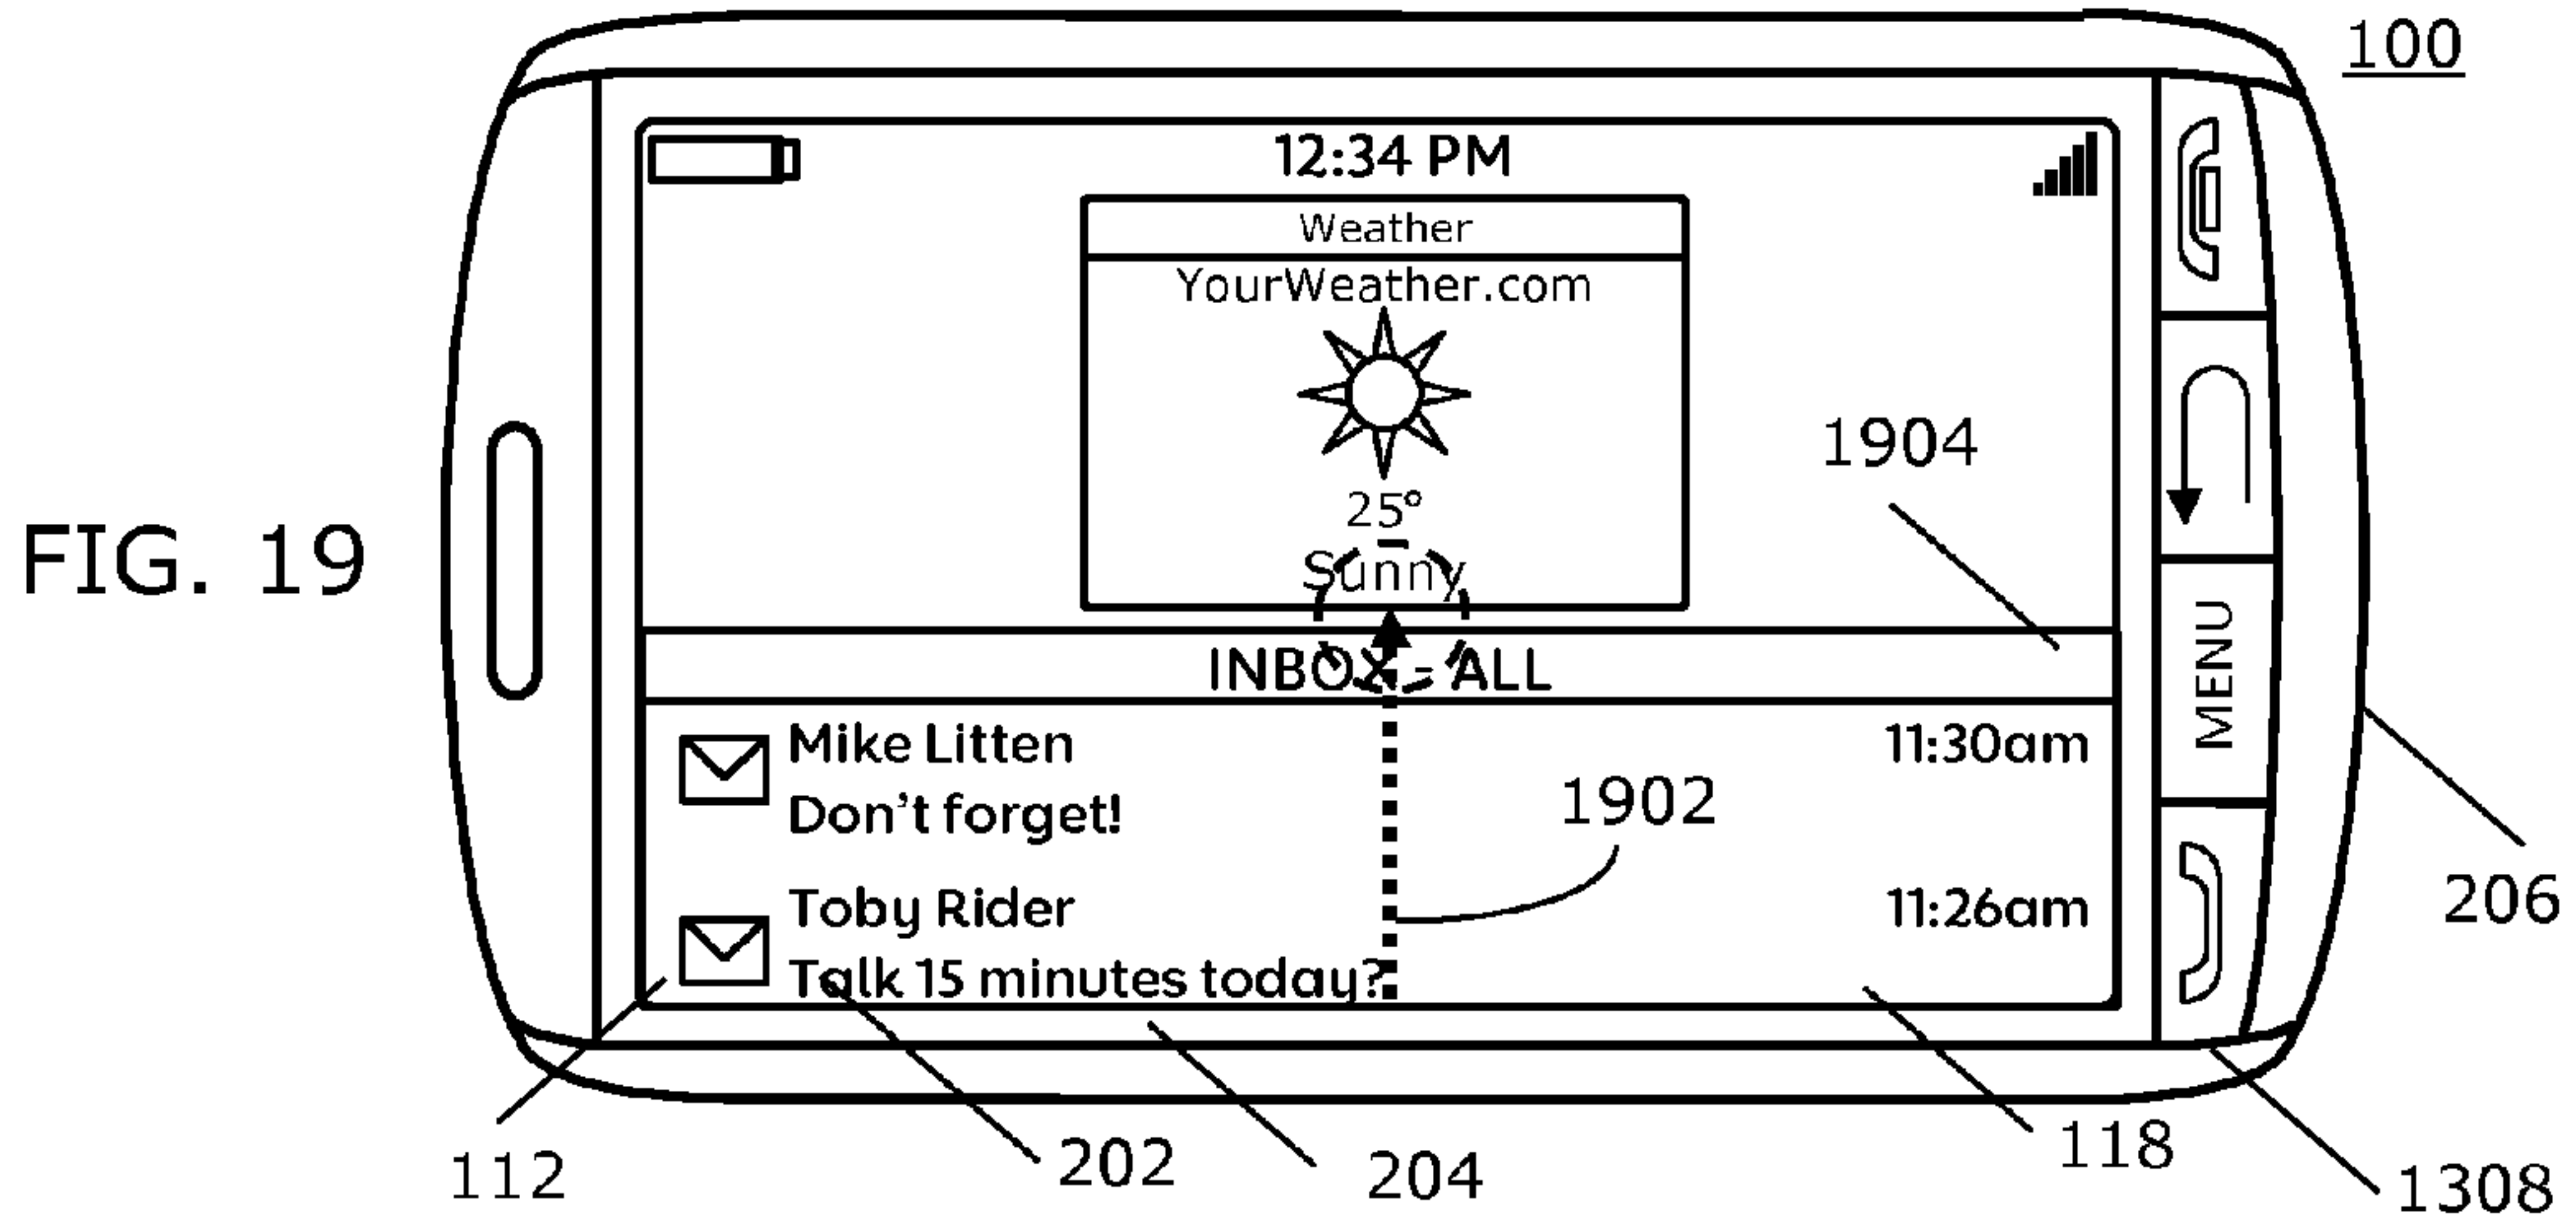 100
12:34 PM
Weather
YourWeather.com
25°
Sunny
1904
FIG. 19
INBOX - ALL
MENU
Mike Litten 11:30am
Don't forget!
1902
206
Toby Rider 11:26am
Talk 15 minutes today?
112
202
204
118
1308